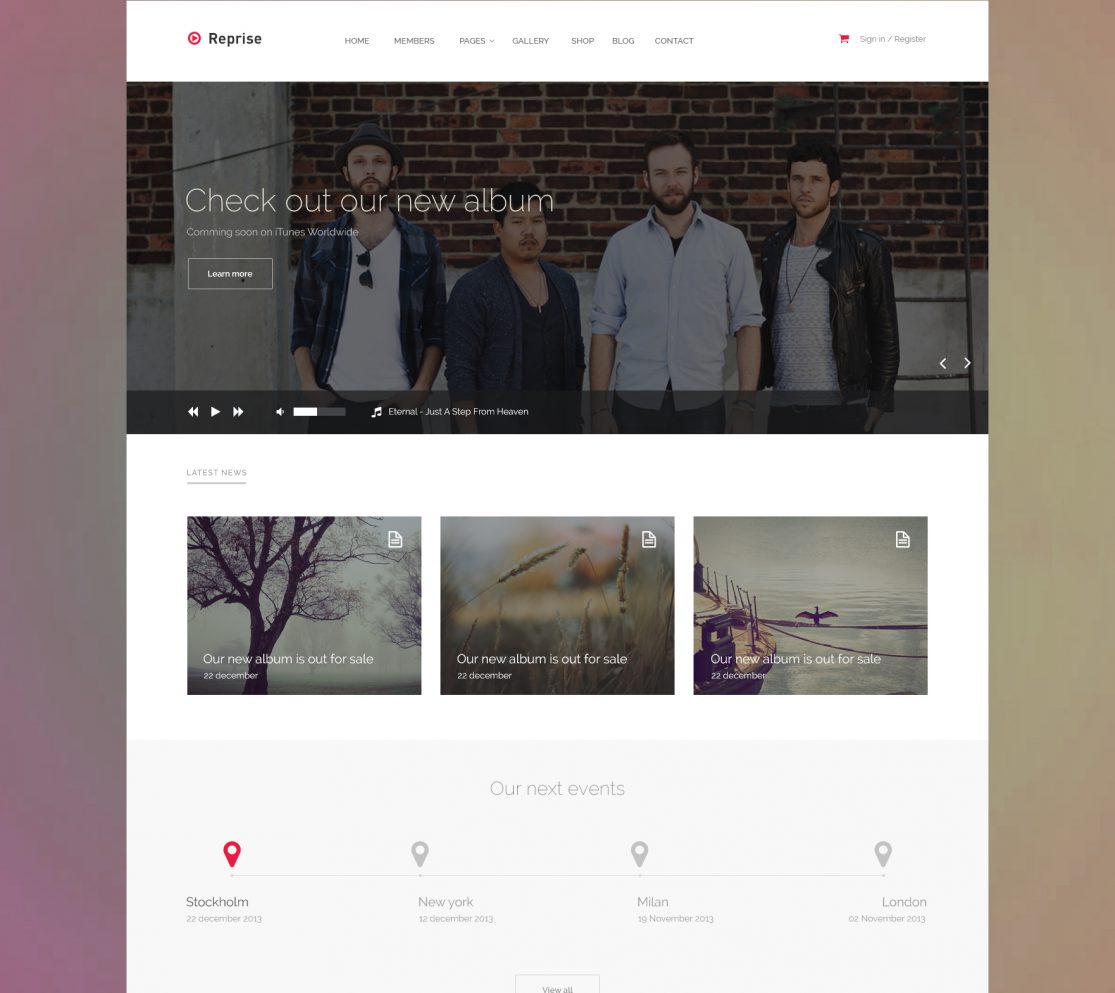 Reprise
HOME MEMBERS PAGES GALLERY SHOP BLOG CONTACT
Sign in / Register
Check out our new album
Comming soon on iTunes Worldwide
Learn more
Eternal - Just A Step From Heaven
LATEST NEWS
Our new album is out for sale
22 december
Our new album is out for sale
22 december
Our new album is out for sale
22 december
Our next events
Stockholm
22 december 2013
New york
12 december 2013
Milan
19 November 2013
London
02 November 2013
View all